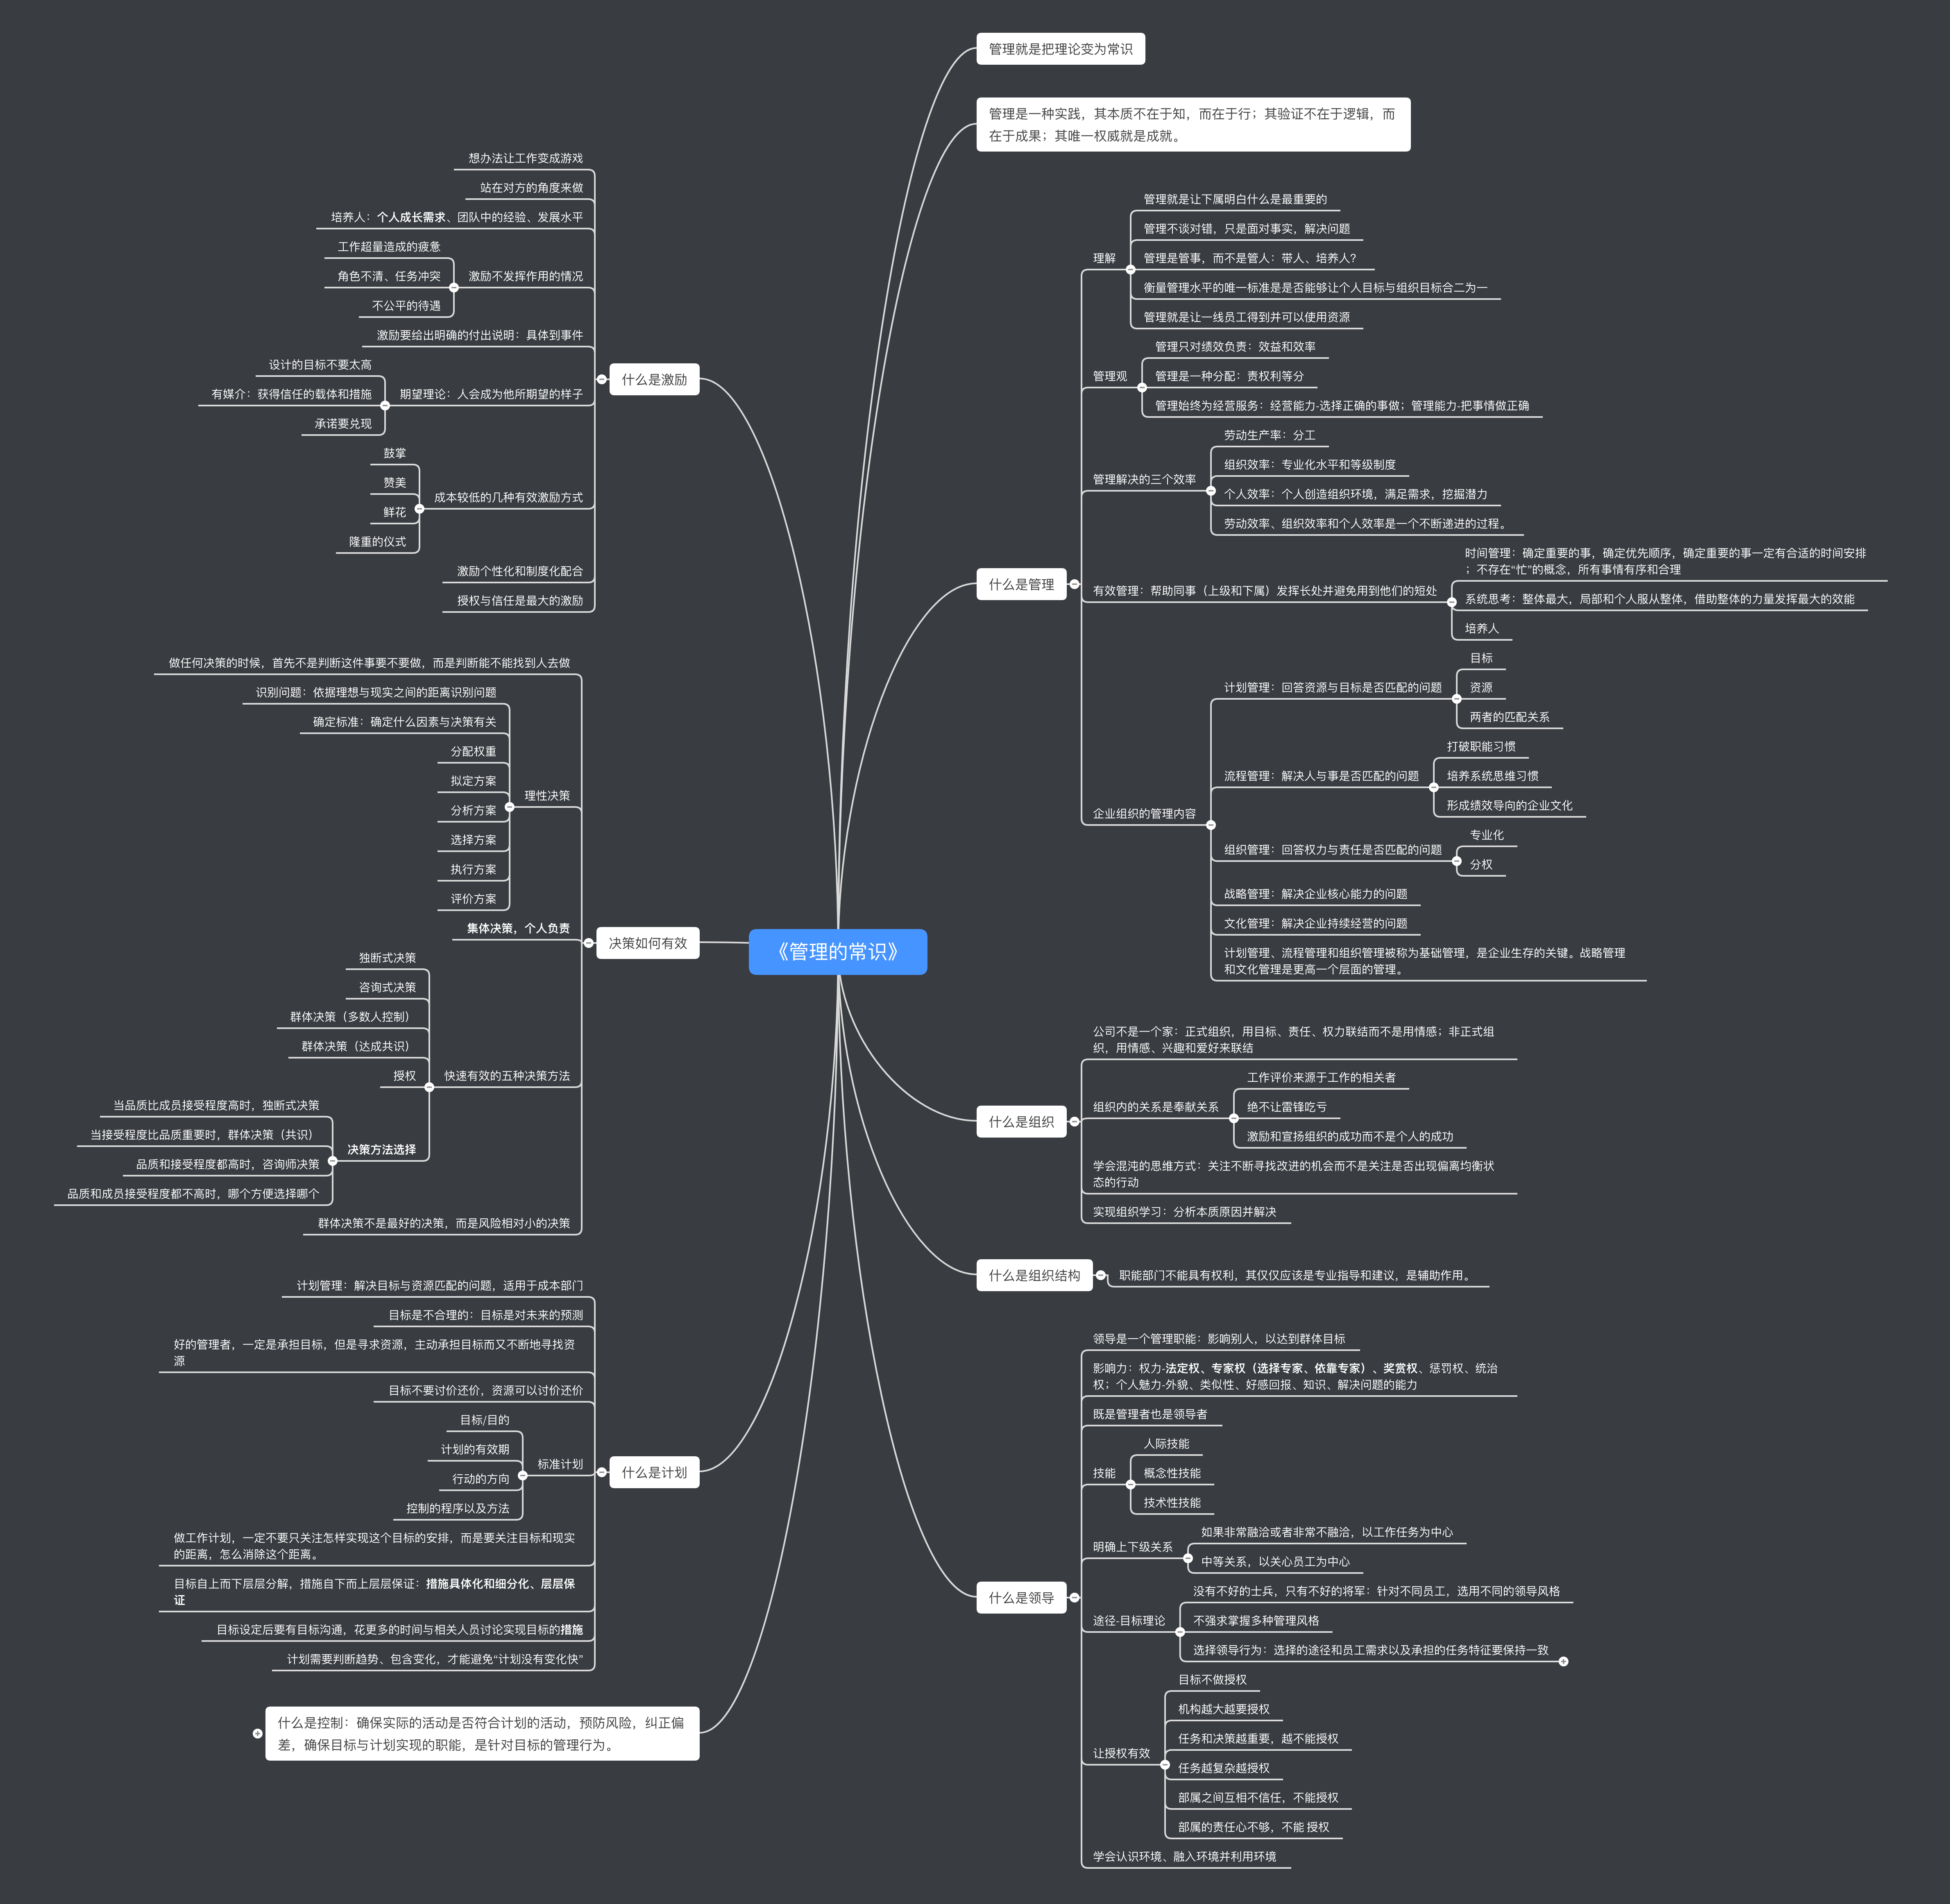 《管理的常识》
管理就是把理论变为常识
管理是一种实践，其本质不在于知，而在于行；其验证不在于逻辑，而
在于成果；其唯一权威就是成就。
什么是管理
理解
管理就是让下属明白什么是最重要的
管理不谈对错，只是面对事实，解决问题
管理是管事，而不是管人：带人、培养人？
衡量管理水平的唯一标准是是否能够让个人目标与组织目标合二为一
管理就是让一线员工得到并可以使用资源
管理观
管理只对绩效负责：效益和效率
管理是一种分配：责权利等分
管理始终为经营服务：经营能力-选择正确的事做；管理能力-把事情做正确
管理解决的三个效率
劳动生产率：分工
组织效率：专业化水平和等级制度
个人效率：个人创造组织环境，满足需求，挖掘潜力
劳动效率、组织效率和个人效率是一个不断递进的过程。
有效管理：帮助同事（上级和下属）发挥长处并避免用到他们的短处
时间管理：确定重要的事，确定优先顺序，确定重要的事一定有合适的时间安排
；不存在“忙”的概念，所有事情有序和合理
系统思考：整体最大，局部和个人服从整体，借助整体的力量发挥最大的效能
培养人
企业组织的管理内容
计划管理：回答资源与目标是否匹配的问题
目标
资源
两者的匹配关系
流程管理：解决人与事是否匹配的问题
打破职能习惯
培养系统思维习惯
形成绩效导向的企业文化
组织管理：回答权力与责任是否匹配的问题
专业化
分权
战略管理：解决企业核心能力的问题
文化管理：解决企业持续经营的问题
计划管理、流程管理和组织管理被称为基础管理，是企业生存的关键。战略管理
和文化管理是更高一个层面的管理。
什么是组织
公司不是一个家：正式组织，用目标、责任、权力联结而不是用情感；非正式组
织，用情感、兴趣和爱好来联结
组织内的关系是奉献关系
工作评价来源于工作的相关者
绝不让雷锋吃亏
激励和宣扬组织的成功而不是个人的成功
学会混沌的思维方式：关注不断寻找改进的机会而不是关注是否出现偏离均衡状
态的行动
实现组织学习：分析本质原因并解决
什么是组织结构
职能部门不能具有权利，其仅仅应该是专业指导和建议，是辅助作用。
什么是领导
领导是一个管理职能：影响别人，以达到群体目标
影响力：权力-法定权、专家权（选择专家、依靠专家）、奖赏权、惩罚权、统治
权；个人魅力-外貌、类似性、好感回报、知识、解决问题的能力
既是管理者也是领导者
技能
人际技能
概念性技能
技术性技能
明确上下级关系
如果非常融洽或者非常不融洽，以工作任务为中心
中等关系，以关心员工为中心
途径-目标理论
没有不好的士兵，只有不好的将军：针对不同员工，选用不同的领导风格
不强求掌握多种管理风格
选择领导行为：选择的途径和员工需求以及承担的任务特征要保持一致
让授权有效
目标不做授权
机构越大越要授权
任务和决策越重要，越不能授权
任务越复杂越授权
部属之间互相不信任，不能授权
部属的责任心不够，不能 授权
学会认识环境、融入环境并利用环境
什么是激励
想办法让工作变成游戏
站在对方的角度来做
培养人：个人成长需求、团队中的经验、发展水平
激励不发挥作用的情况
工作超量造成的疲惫
角色不清、任务冲突
不公平的待遇
激励要给出明确的付出说明：具体到事件
期望理论：人会成为他所期望的样子
设计的目标不要太高
有媒介：获得信任的载体和措施
承诺要兑现
成本较低的几种有效激励方式
鼓掌
赞美
鲜花
隆重的仪式
激励个性化和制度化配合
授权与信任是最大的激励
决策如何有效
做任何决策的时候，首先不是判断这件事要不要做，而是判断能不能找到人去做
理性决策
识别问题：依据理想与现实之间的距离识别问题
确定标准：确定什么因素与决策有关
分配权重
拟定方案
分析方案
选择方案
执行方案
评价方案
集体决策，个人负责
快速有效的五种决策方法
独断式决策
咨询式决策
群体决策（多数人控制）
群体决策（达成共识）
授权
决策方法选择
当品质比成员接受程度高时，独断式决策
当接受程度比品质重要时，群体决策（共识）
品质和接受程度都高时，咨询师决策
品质和成员接受程度都不高时，哪个方便选择哪个
群体决策不是最好的决策，而是风险相对小的决策
什么是计划
计划管理：解决目标与资源匹配的问题，适用于成本部门
目标是不合理的：目标是对未来的预测
好的管理者，一定是承担目标，但是寻求资源，主动承担目标而又不断地寻找资
源
目标不要讨价还价，资源可以讨价还价
标准计划
目标/目的
计划的有效期
行动的方向
控制的程序以及方法
做工作计划，一定不要只关注怎样实现这个目标的安排，而是要关注目标和现实
的距离，怎么消除这个距离。
目标自上而下层层分解，措施自下而上层层保证：措施具体化和细分化、层层保
证
目标设定后要有目标沟通，花更多的时间与相关人员讨论实现目标的措施
计划需要判断趋势、包含变化，才能避免“计划没有变化快”
什么是控制：确保实际的活动是否符合计划的活动，预防风险，纠正偏
差，确保目标与计划实现的职能，是针对目标的管理行为。